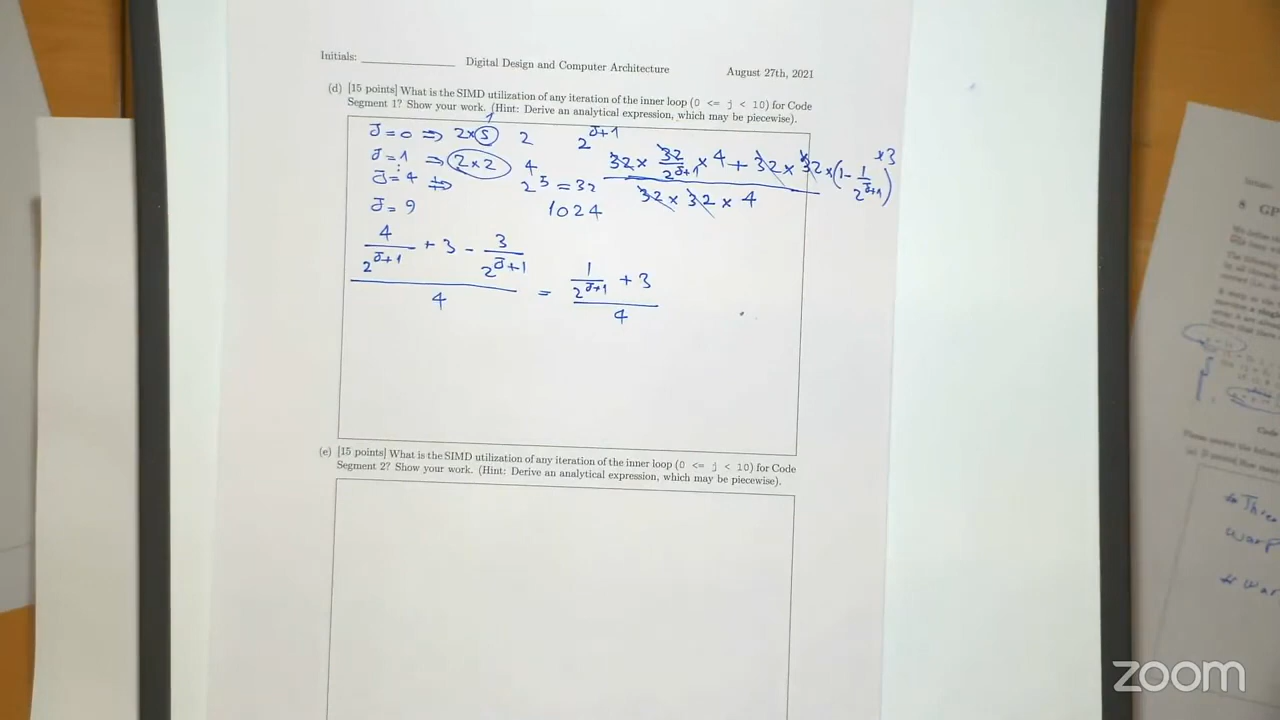 Initials: Digital Design and Computer Architecture August 27th, 2021
(d) [15 points] What is the SIMD utilization of any iteration of the inner loop (0 <= j < 10) for Code
Segment 1? Show your work. (Hint: Derive an analytical expression, which may be piecewise).
J=0 ⇒ 2×5 2 2^(J+1)
J=1 ⇒ 2×2 4
J=4 ⇒ 2^5 = 32
J=9 1024
(32 × 32/2^(J+1) × 4 + 32 × 32 × (1 - 1/2^(J+1)) × 3) / (32 × 32 × 4)
(4/2^(J+1) + 3 - 3/2^(J+1)) / 4 = (1/2^(J+1) + 3) / 4
(e) [15 points] What is the SIMD utilization of any iteration of the inner loop (0 <= j < 10) for Code
Segment 2? Show your work. (Hint: Derive an analytical expression, which may be piecewise).
Initials:
8 GP
We define
Code
zoom